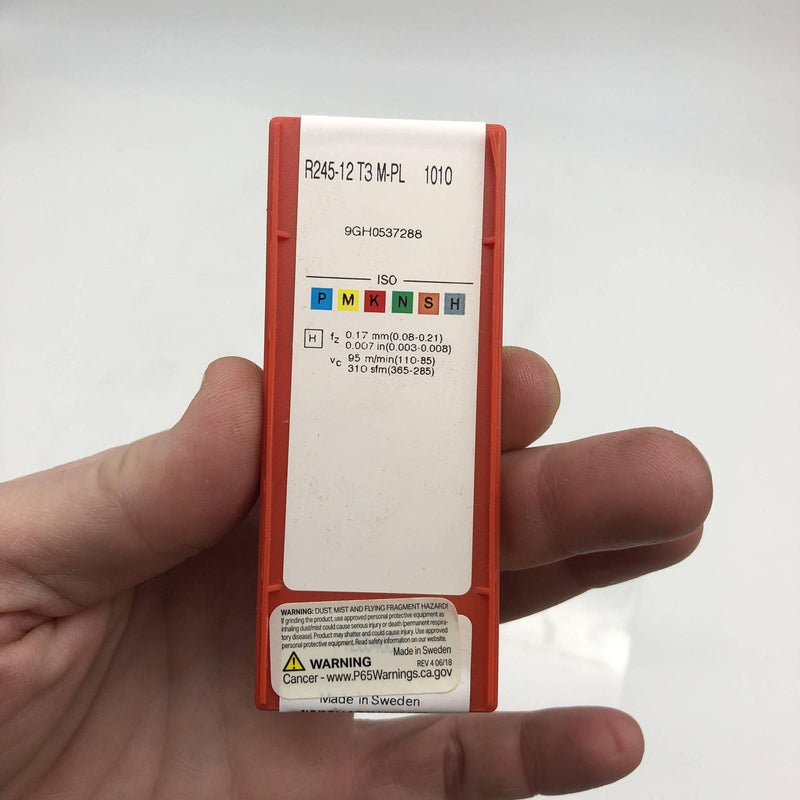 R245-12 T3 M-PL 1010
9GH0537288
ISO
P M K N S H
H fz 0.17 mm(0.08-0.21)
0.007 in(0.003-0.008)
vc 95 m/min(110-85)
310 sfm(365-285)
WARNING: DUST, MIST AND FLYING FRAGMENT HAZARD!
If grinding the product, use approved personal protective equipment as
inhaling dust/mist could cause serious injury or death (permanent respira-
tory disease). Product may shatter and could cause injury. Use approved
personal protective equipment. Read safety information on our website.
Made in Sweden
WARNING REV 4 06/18
Cancer - www.P65Warnings.ca.gov
Made in Sweden